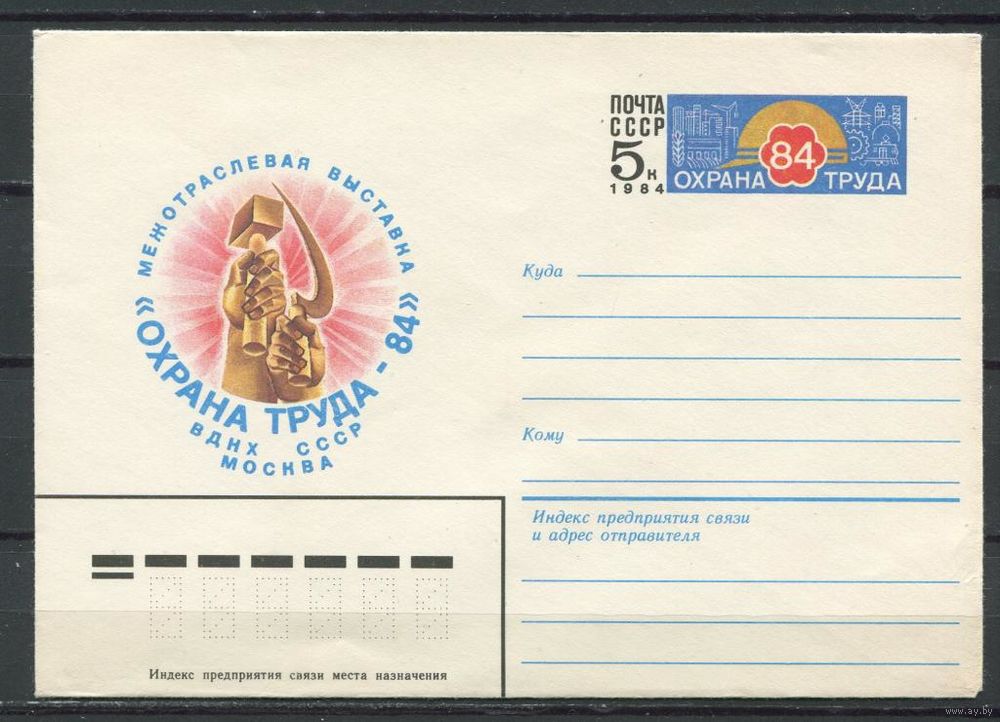 ПОЧТА
СССР
5 к
1984
84
ОХРАНА ТРУДА
МЕЖОТРАСЛЕВАЯ ВЫСТАВКА
«ОХРАНА ТРУДА - 84»
ВДНХ СССР
МОСКВА
Куда
Кому
Индекс предприятия связи
и адрес отправителя
Индекс предприятия связи места назначения
www.ay.by